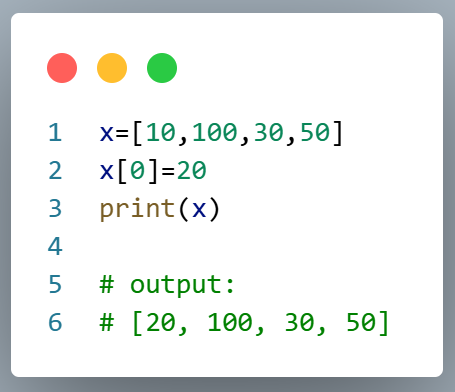 1 x=[10,100,30,50]
2 x[0]=20
3 print(x)
4
5 # output:
6 # [20, 100, 30, 50]